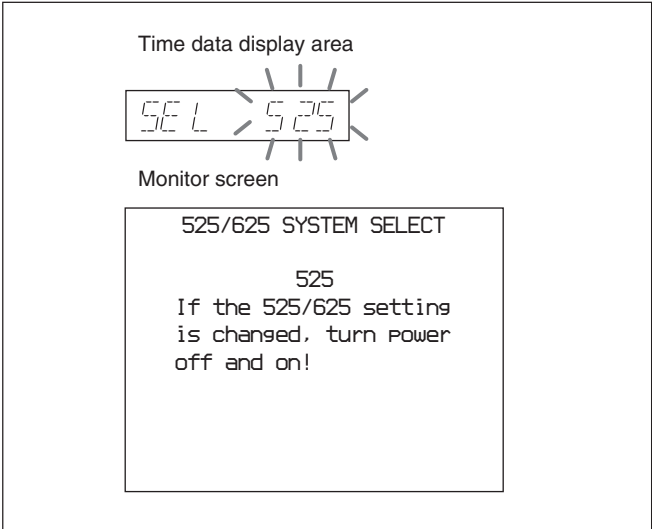 Time data display area
SEL 525
Monitor screen
525/625 SYSTEM SELECT
525
If the 525/625 setting
is changed, turn power
off and on!